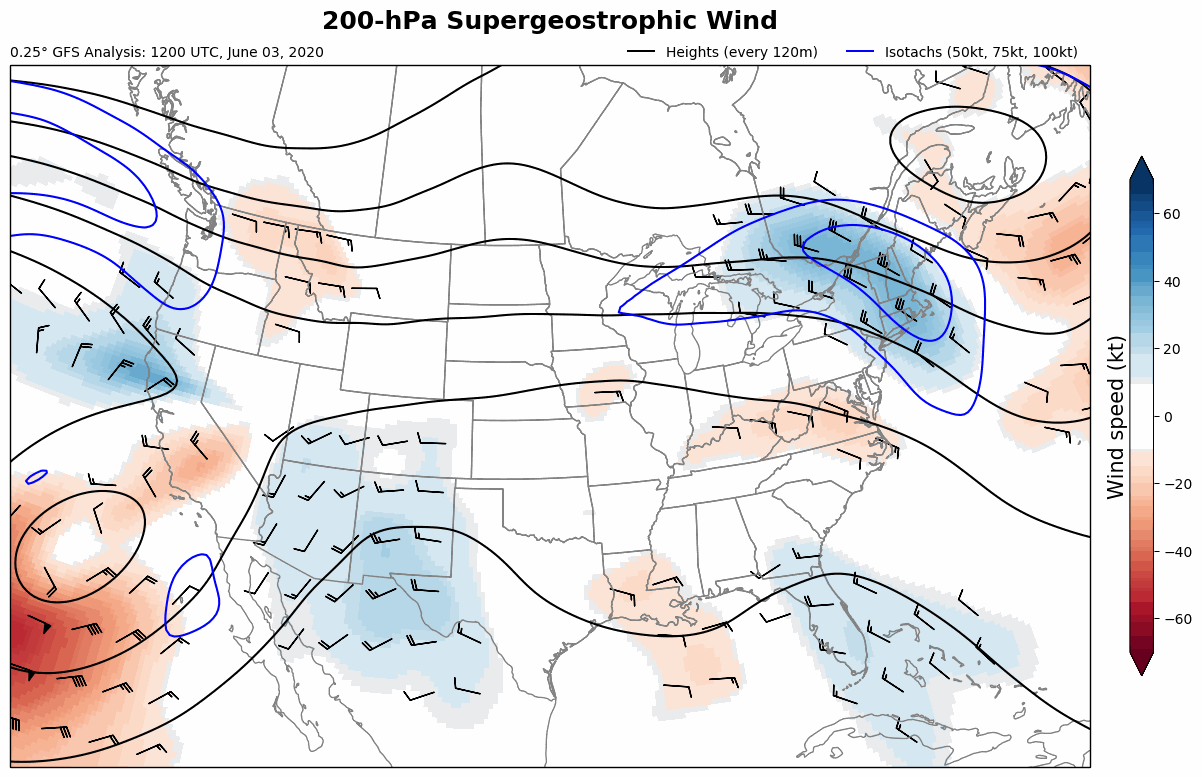 200-hPa Supergeostrophic Wind
0.25° GFS Analysis: 1200 UTC, June 03, 2020
Heights (every 120m)
Isotachs (50kt, 75kt, 100kt)
60
40
20
0
−20
−40
−60
Wind speed (kt)